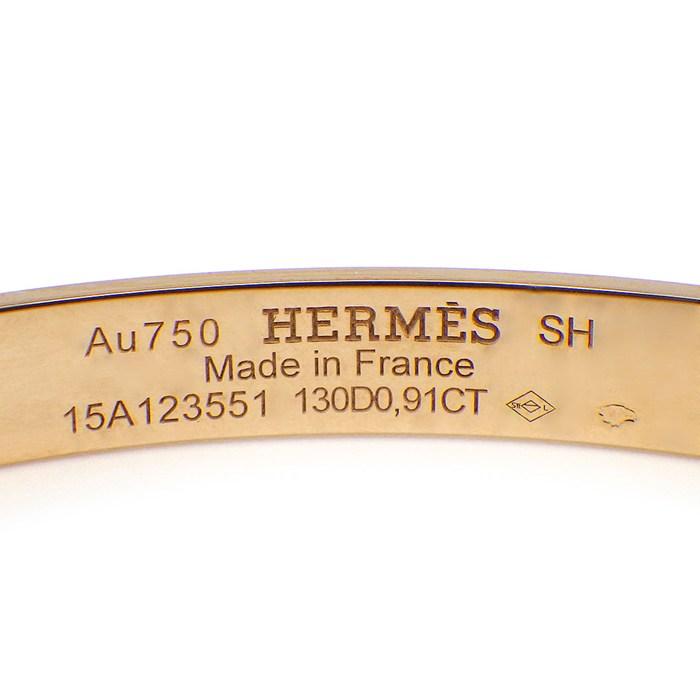 Au750 HERMÈS SH
Made in France
15A123551 130D0,91CT